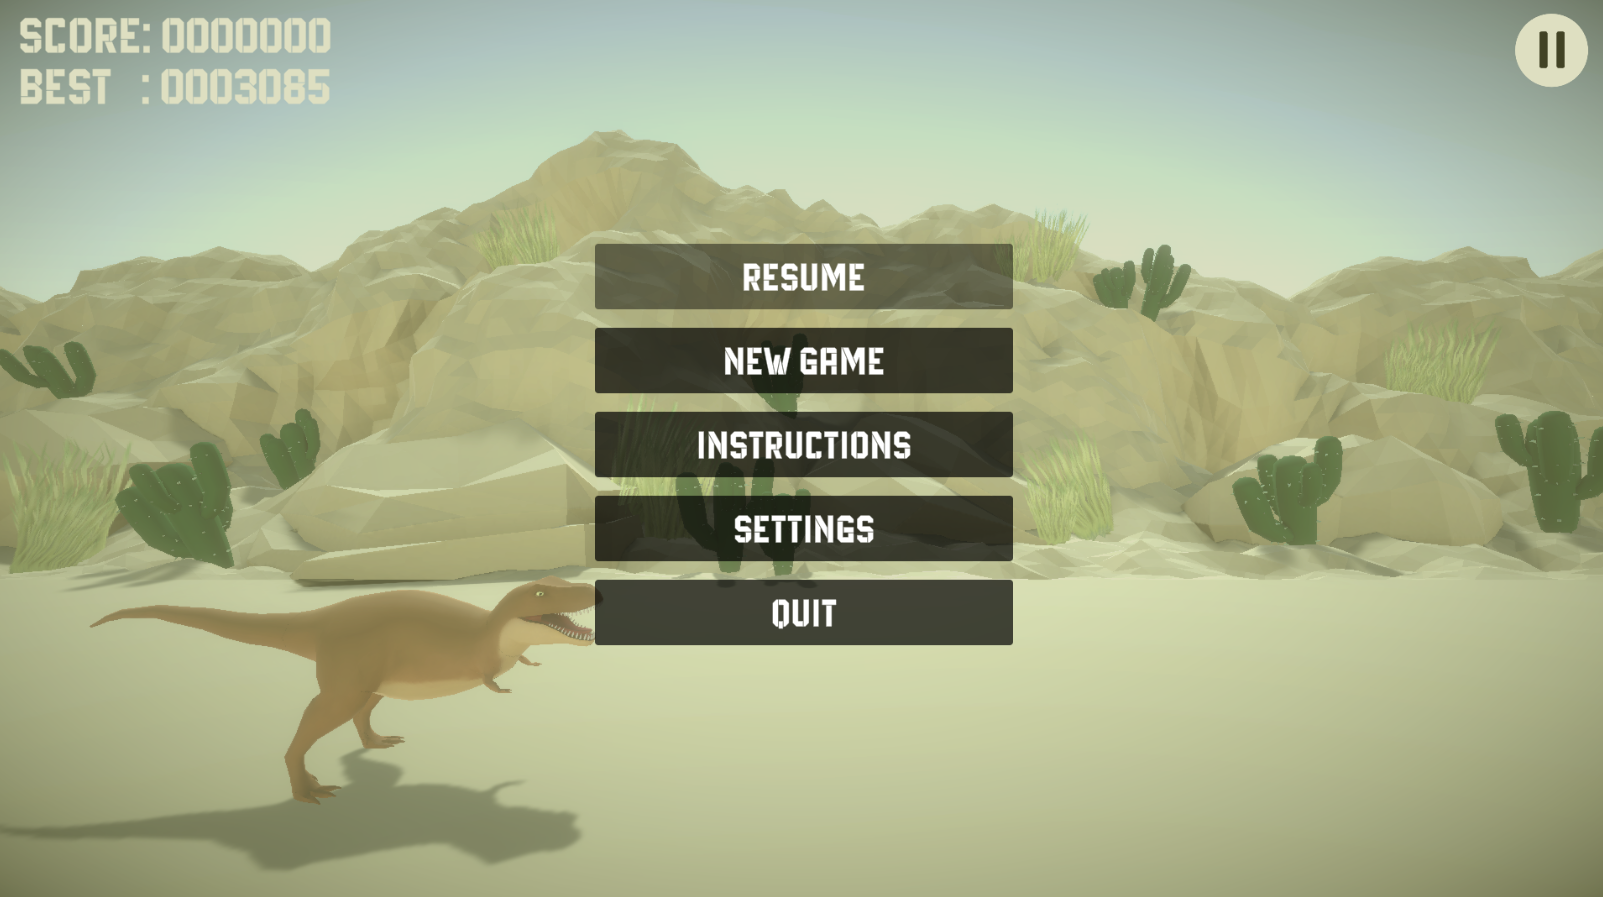 SCORE: 0000000
BEST : 0003085
RESUME
NEW GAME
INSTRUCTIONS
SETTINGS
QUIT